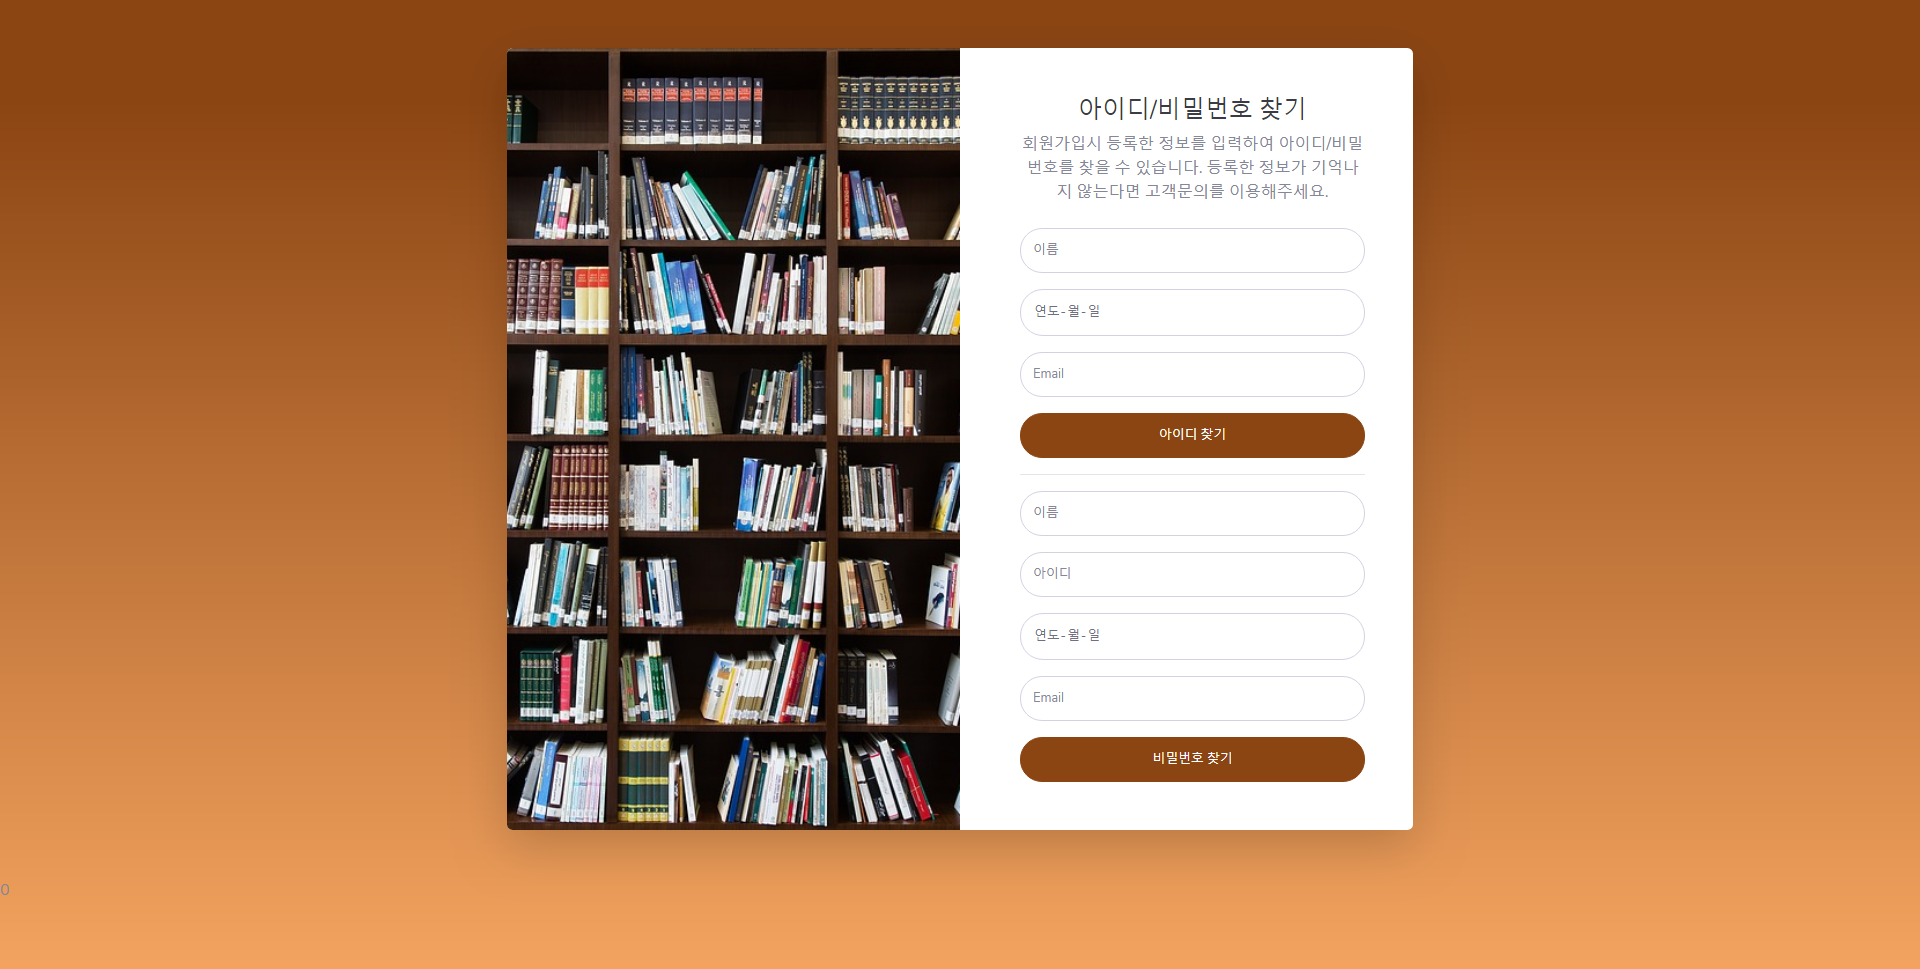 아이디/비밀번호 찾기
회원가입시 등록한 정보를 입력하여 아이디/비밀
번호를 찾을 수 있습니다. 등록한 정보가 기억나
지 않는다면 고객문의를 이용해주세요.
이름
연도-월-일
Email
아이디 찾기
이름
아이디
연도-월-일
Email
비밀번호 찾기
0